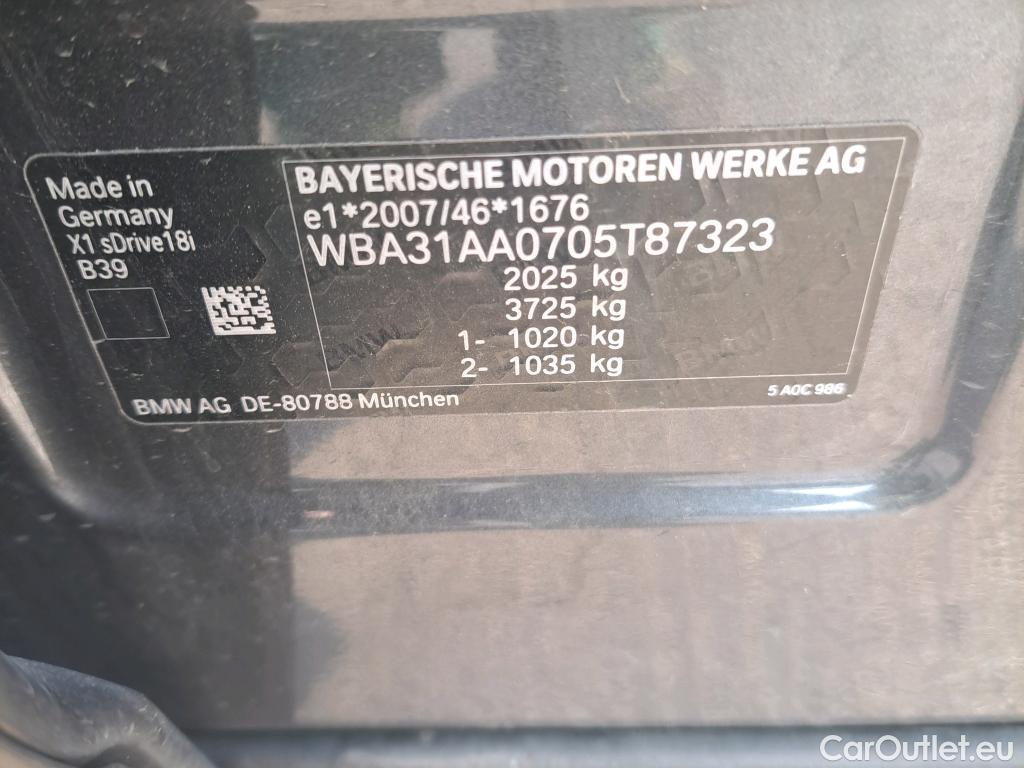 Made in
Germany
X1 sDrive18i
B39
BAYERISCHE MOTOREN WERKE AG
e1*2007/46*1676
WBA31AA0705T87323
2025 kg
3725 kg
1- 1020 kg
2- 1035 kg
BMW AG DE-80788 München
5 A0C 986
CarOutlet.eu